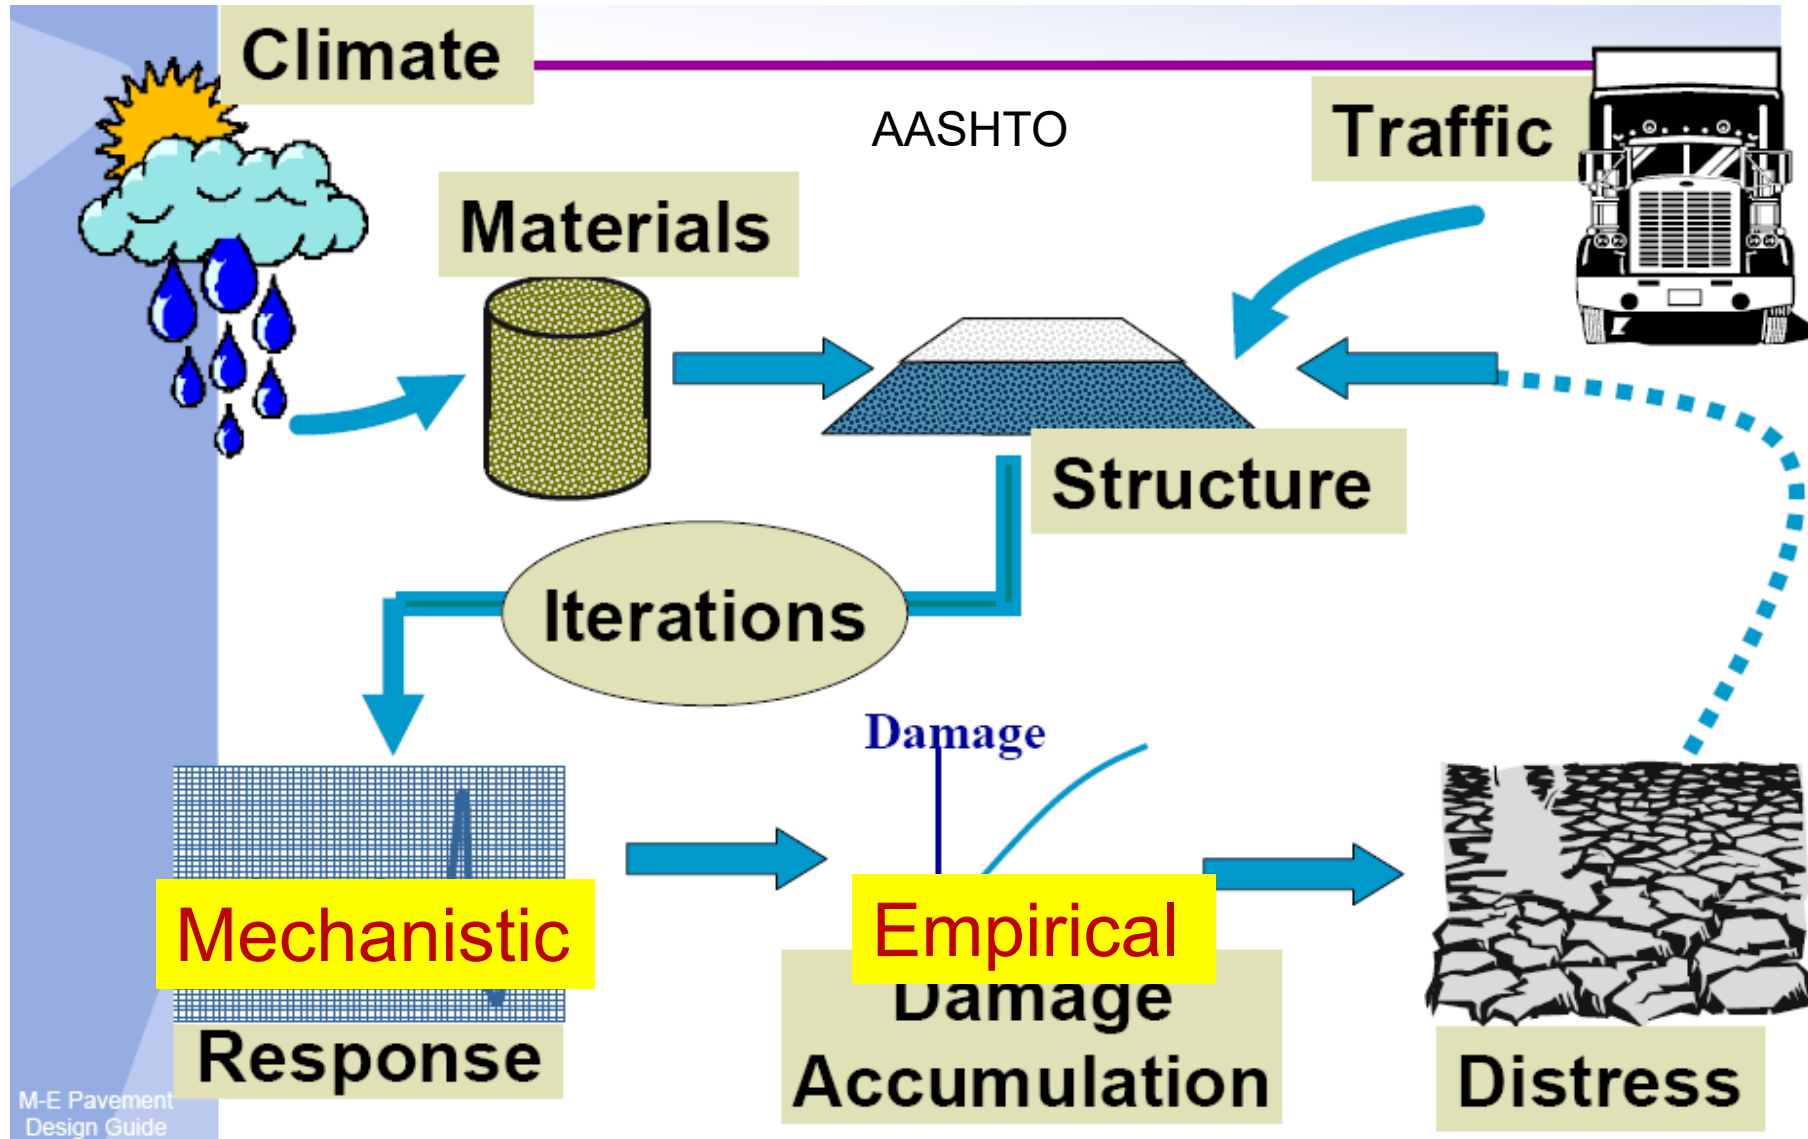 Climate
AASHTO
Traffic
Materials
Structure
Iterations
Damage
Mechanistic
Empirical
Response
Damage
Accumulation
Distress
M-E Pavement
Design Guide